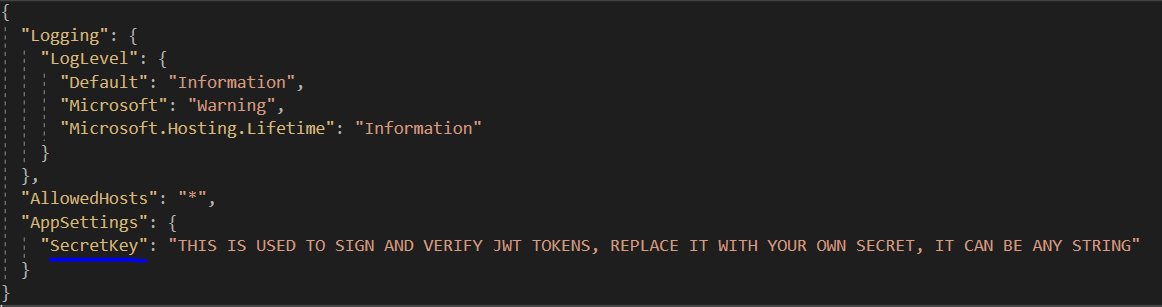 {
"Logging": {
"LogLevel": {
"Default": "Information",
"Microsoft": "Warning",
"Microsoft.Hosting.Lifetime": "Information"
}
},
"AllowedHosts": "*",
"AppSettings": {
"SecretKey": "THIS IS USED TO SIGN AND VERIFY JWT TOKENS, REPLACE IT WITH YOUR OWN SECRET, IT CAN BE ANY STRING"
}
}